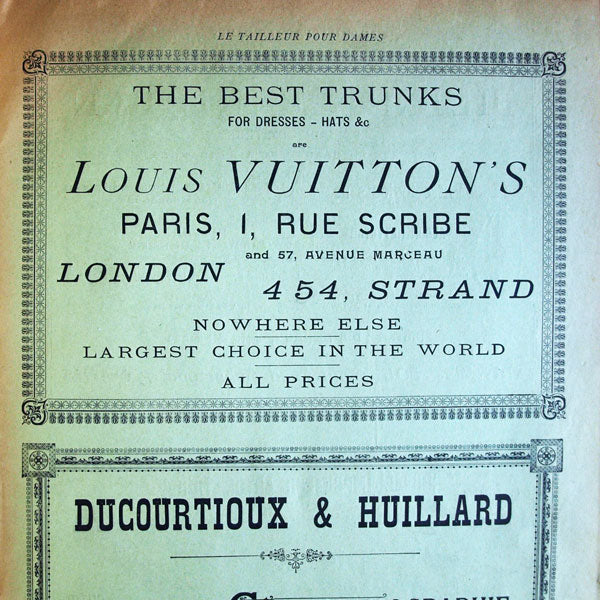 LE TAILLEUR POUR DAMES
THE BEST TRUNKS
FOR DRESSES - HATS &c
are
LOUIS VUITTON'S
PARIS, 1, RUE SCRIBE
and 57, AVENUE MARCEAU
LONDON 454, STRAND
NOWHERE ELSE
LARGEST CHOICE IN THE WORLD
ALL PRICES
DUCOURTIOUX & HUILLARD